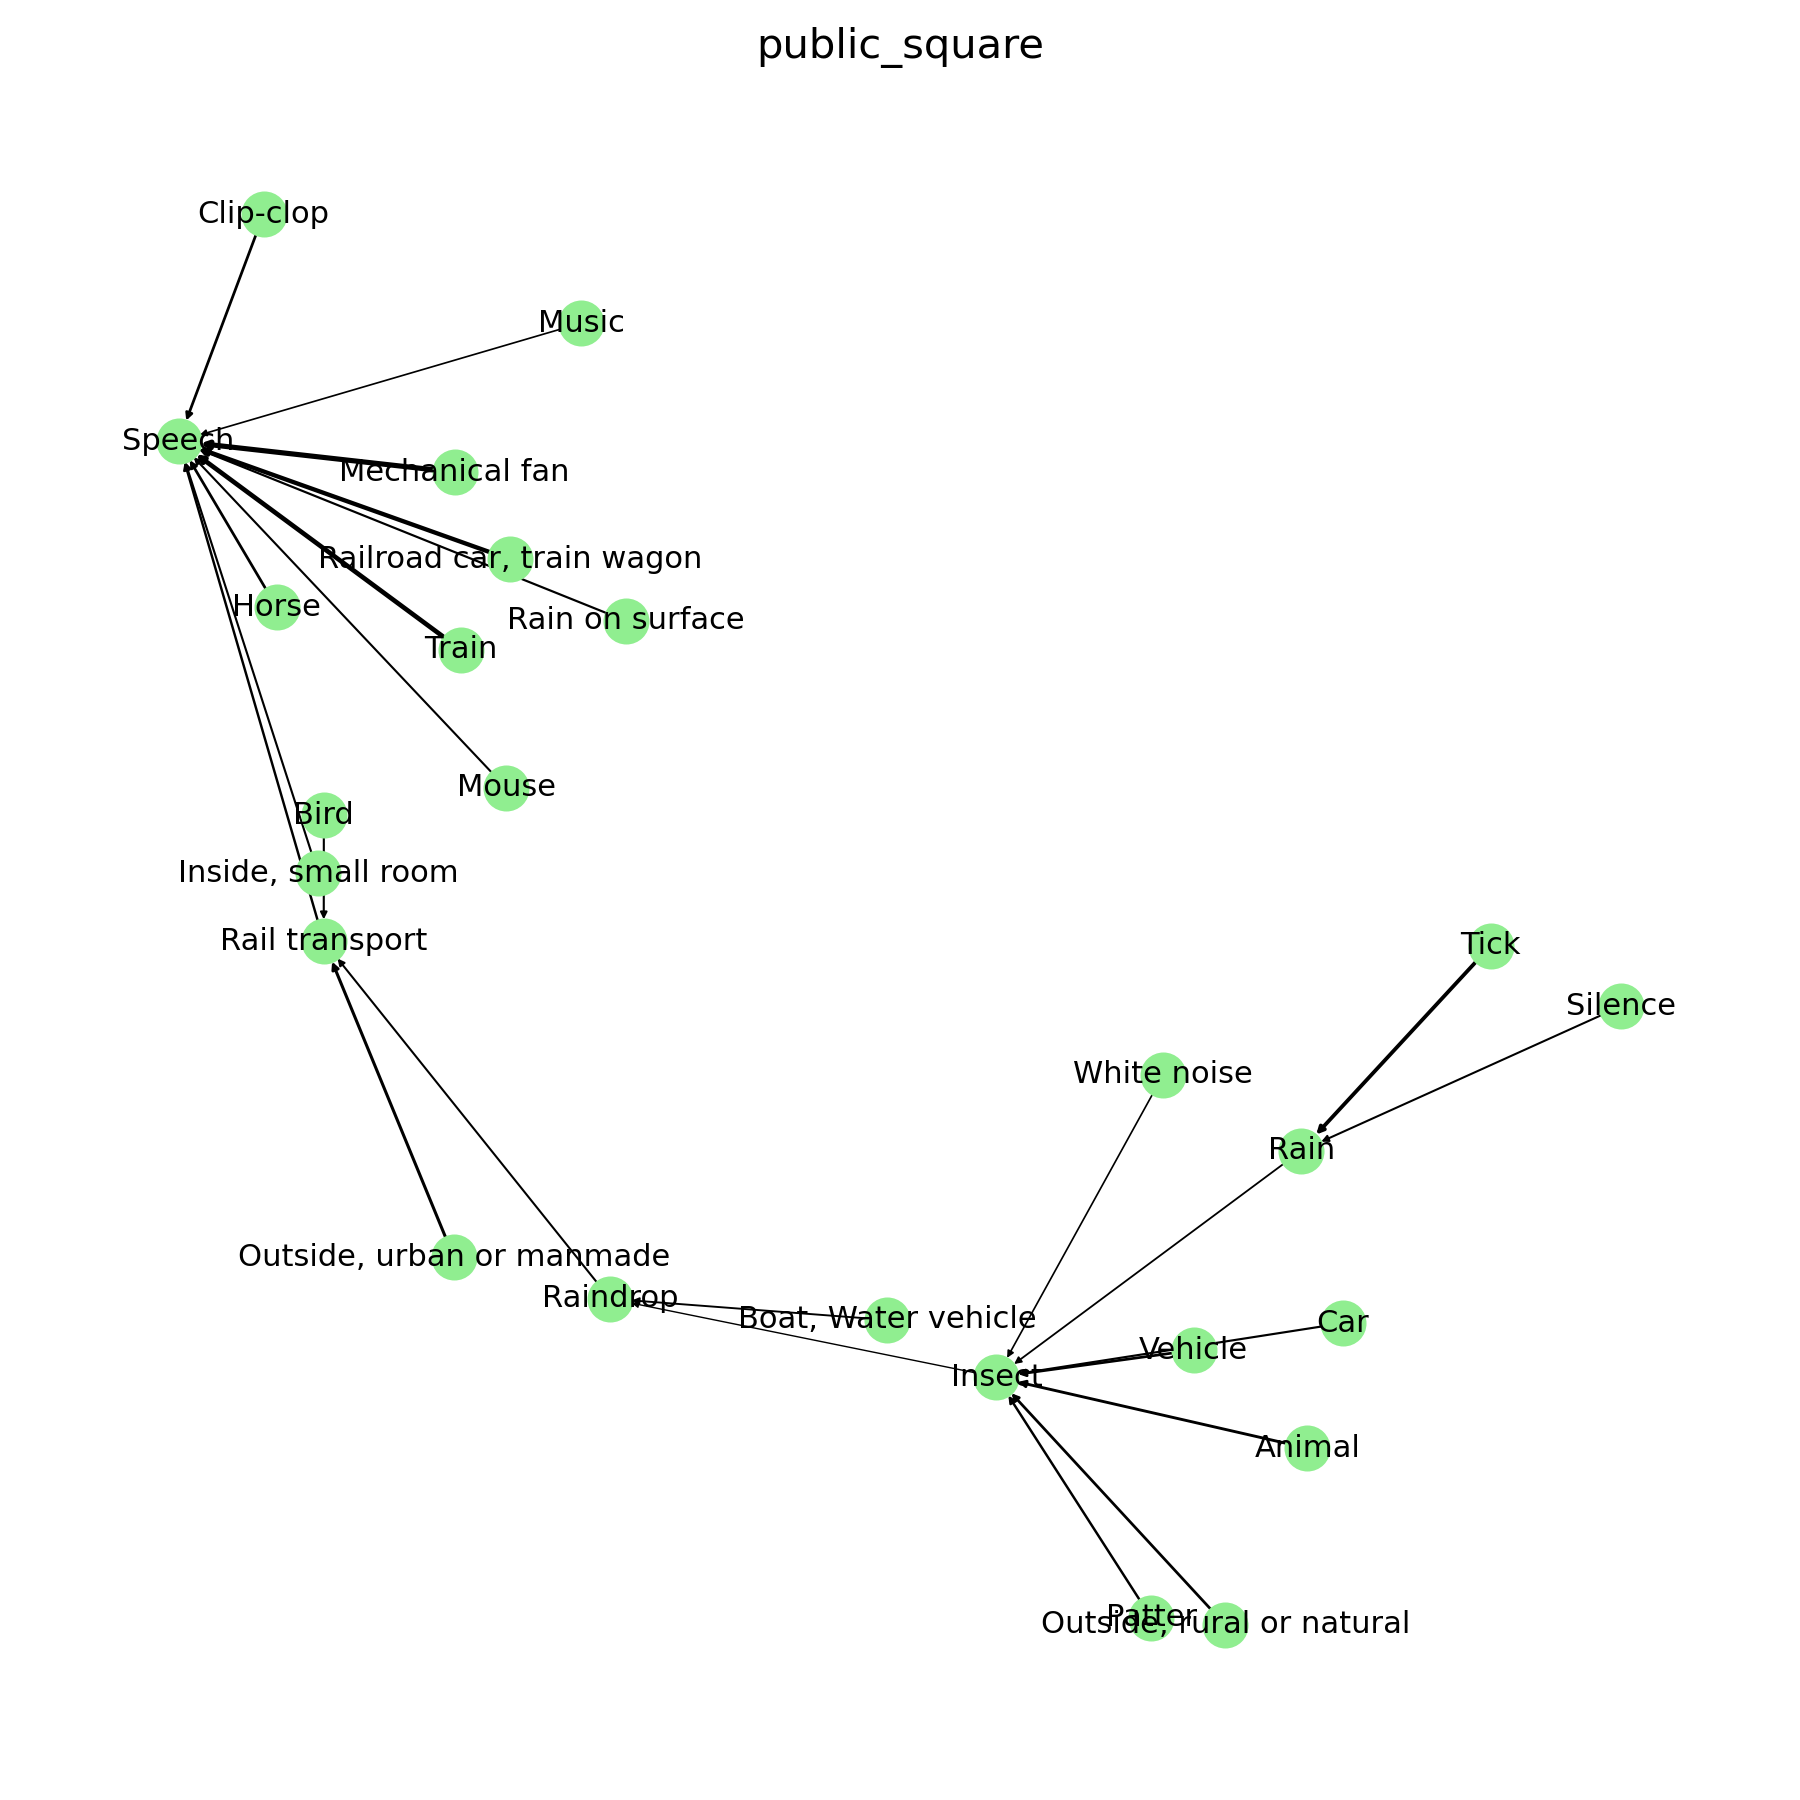 public_square
Clip-clop
Music
Speech
Mechanical fan
Railroad car, train wagon
Horse
Rain on surface
Train
Mouse
Bird
Inside, small room
Rail transport
Tick
Silence
White noise
Rain
Outside, urban or manmade
Raindrop
Boat, Water vehicle
Car
Vehicle
Insect
Animal
Patter
Outside, rural or natural